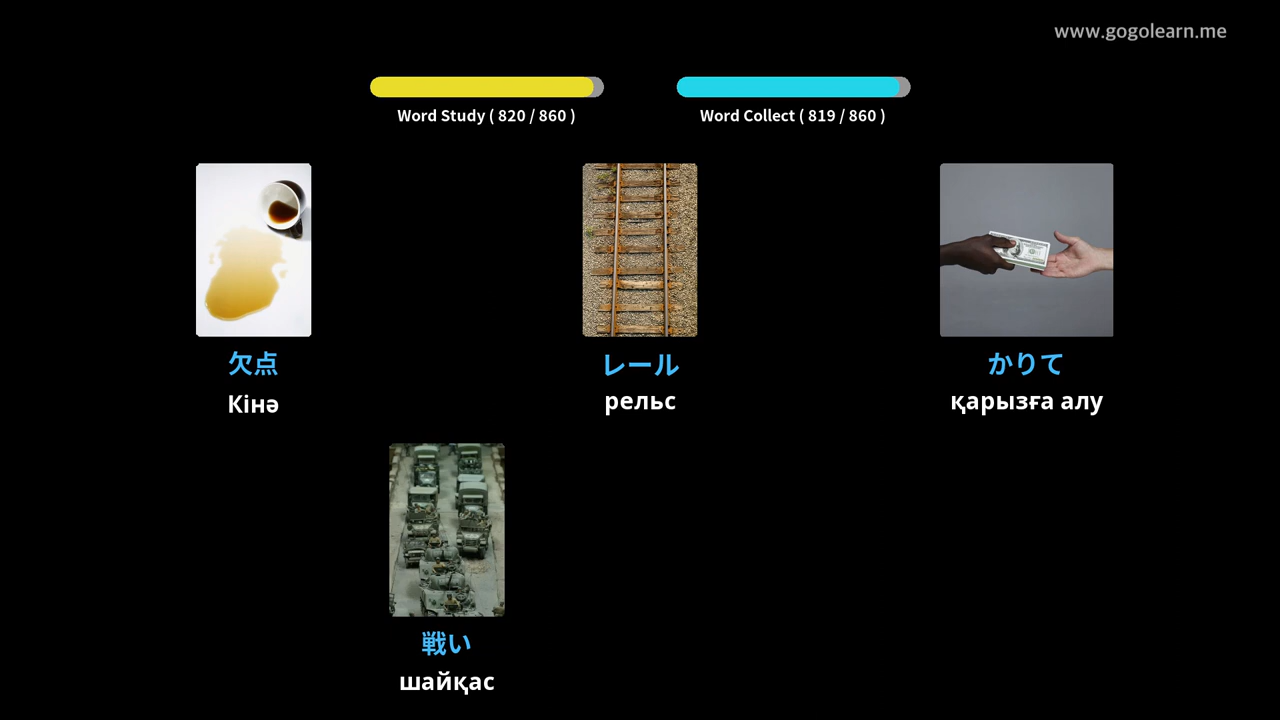 www.gogolearn.me
Word Study ( 820 / 860 )
Word Collect ( 819 / 860 )
欠点
Кінә
レール
рельс
かりて
қарызға алу
戦い
шайқас